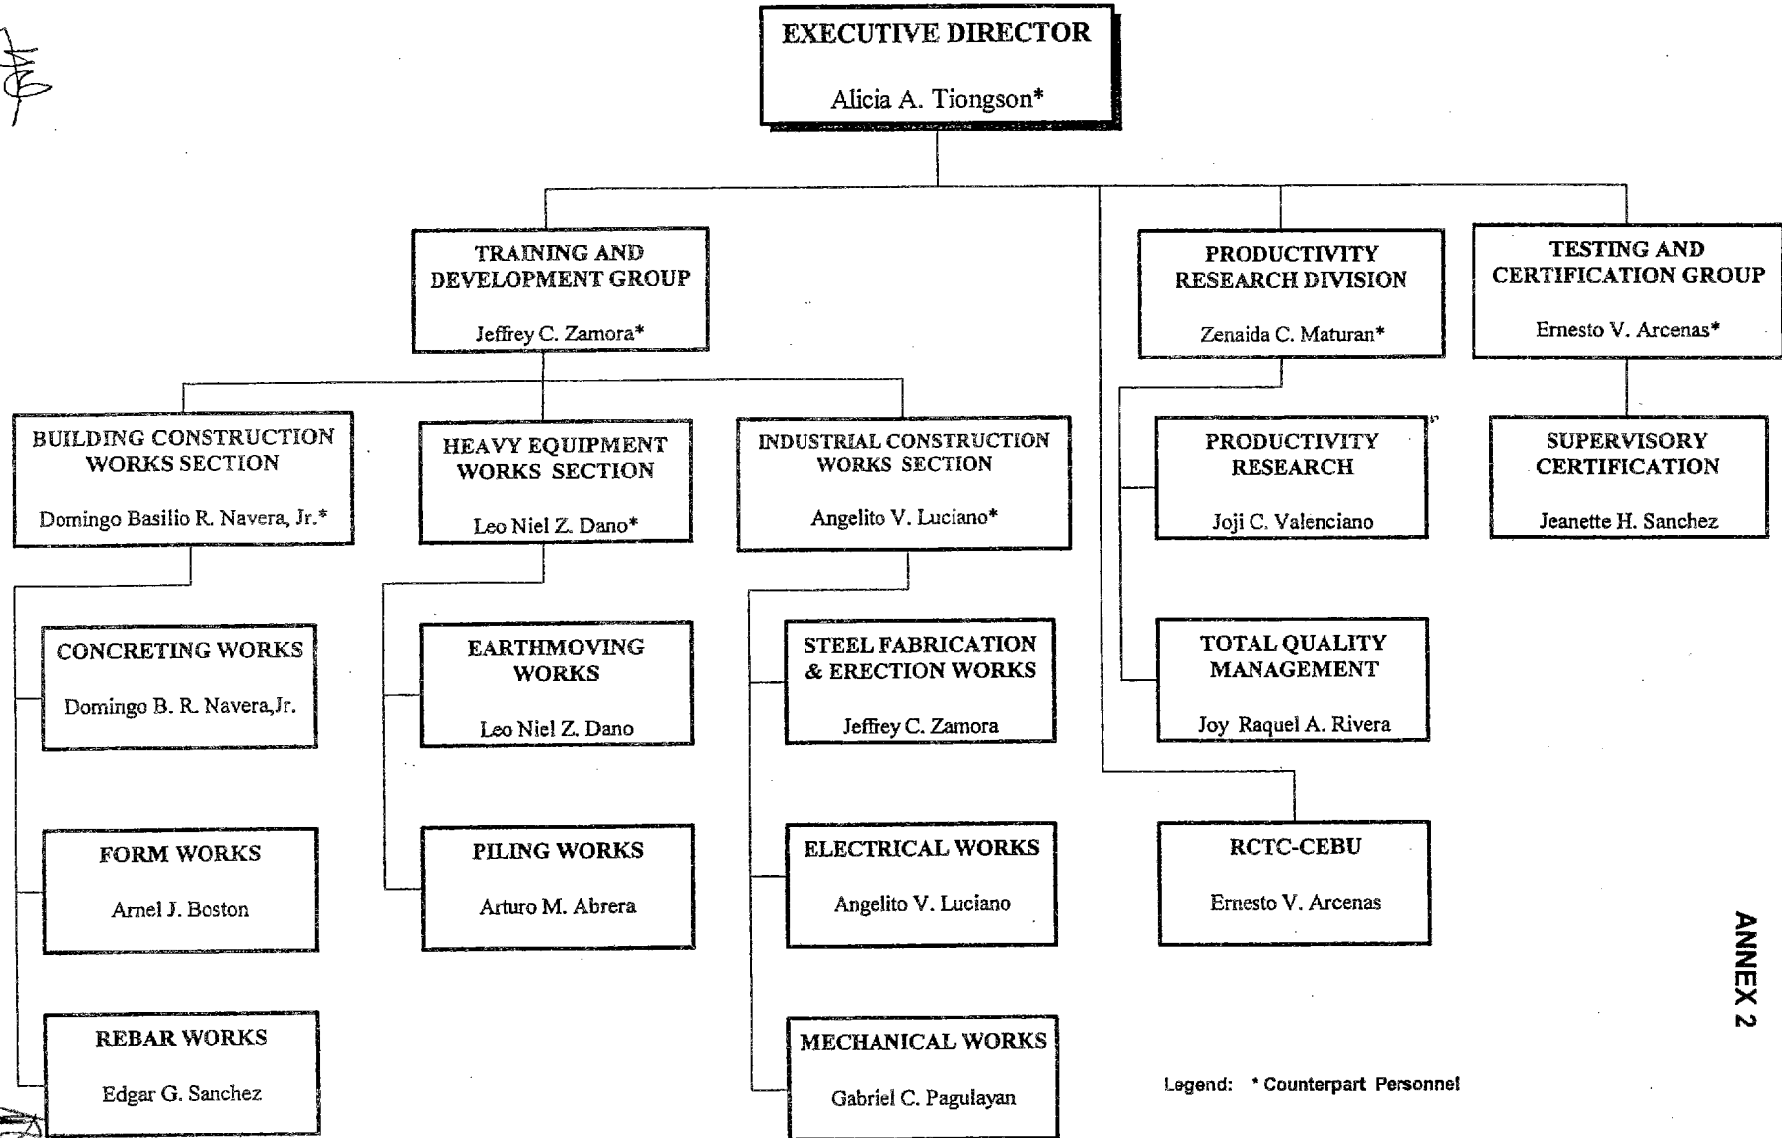 EXECUTIVE DIRECTOR
Alicia A. Tiongson*
TRAINING AND
DEVELOPMENT GROUP
Jeffrey C. Zamora*
PRODUCTIVITY
RESEARCH DIVISION
Zenaida C. Maturan*
TESTING AND
CERTIFICATION GROUP
Ernesto V. Arcenas*
BUILDING CONSTRUCTION
WORKS SECTION
Domingo Basilio R. Navera, Jr.*
HEAVY EQUIPMENT
WORKS SECTION
Leo Niel Z. Dano*
INDUSTRIAL CONSTRUCTION
WORKS SECTION
Angelito V. Luciano*
PRODUCTIVITY
RESEARCH
Joji C. Valenciano
SUPERVISORY
CERTIFICATION
Jeanette H. Sanchez
CONCRETING WORKS
Domingo B. R. Navera,Jr.
EARTHMOVING
WORKS
Leo Niel Z. Dano
STEEL FABRICATION
& ERECTION WORKS
Jeffrey C. Zamora
TOTAL QUALITY
MANAGEMENT
Joy Raquel A. Rivera
FORM WORKS
Arnel J. Boston
PILING WORKS
Arturo M. Abrera
ELECTRICAL WORKS
Angelito V. Luciano
RCTC-CEBU
Ernesto V. Arcenas
REBAR WORKS
Edgar G. Sanchez
MECHANICAL WORKS
Gabriel C. Pagulayan
Legend: * Counterpart Personnel
ANNEX 2